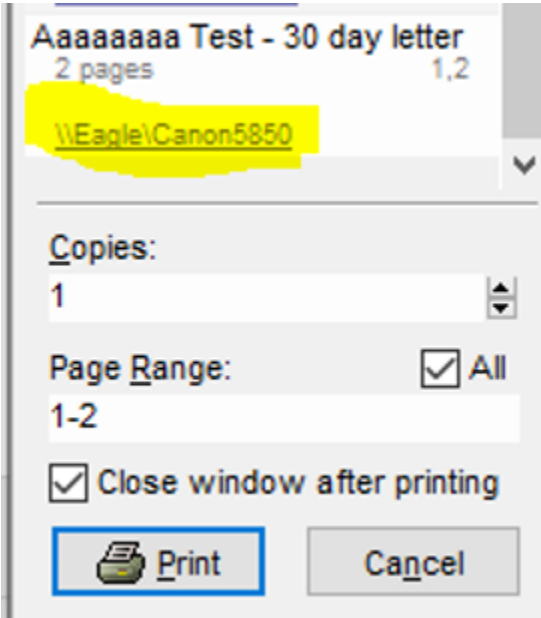 Aaaaaaaa Test - 30 day letter
2 pages 1,2
\\Eagle\Canon5850
Copies:
1
Page Range: All
1-2
Close window after printing
Print Cancel